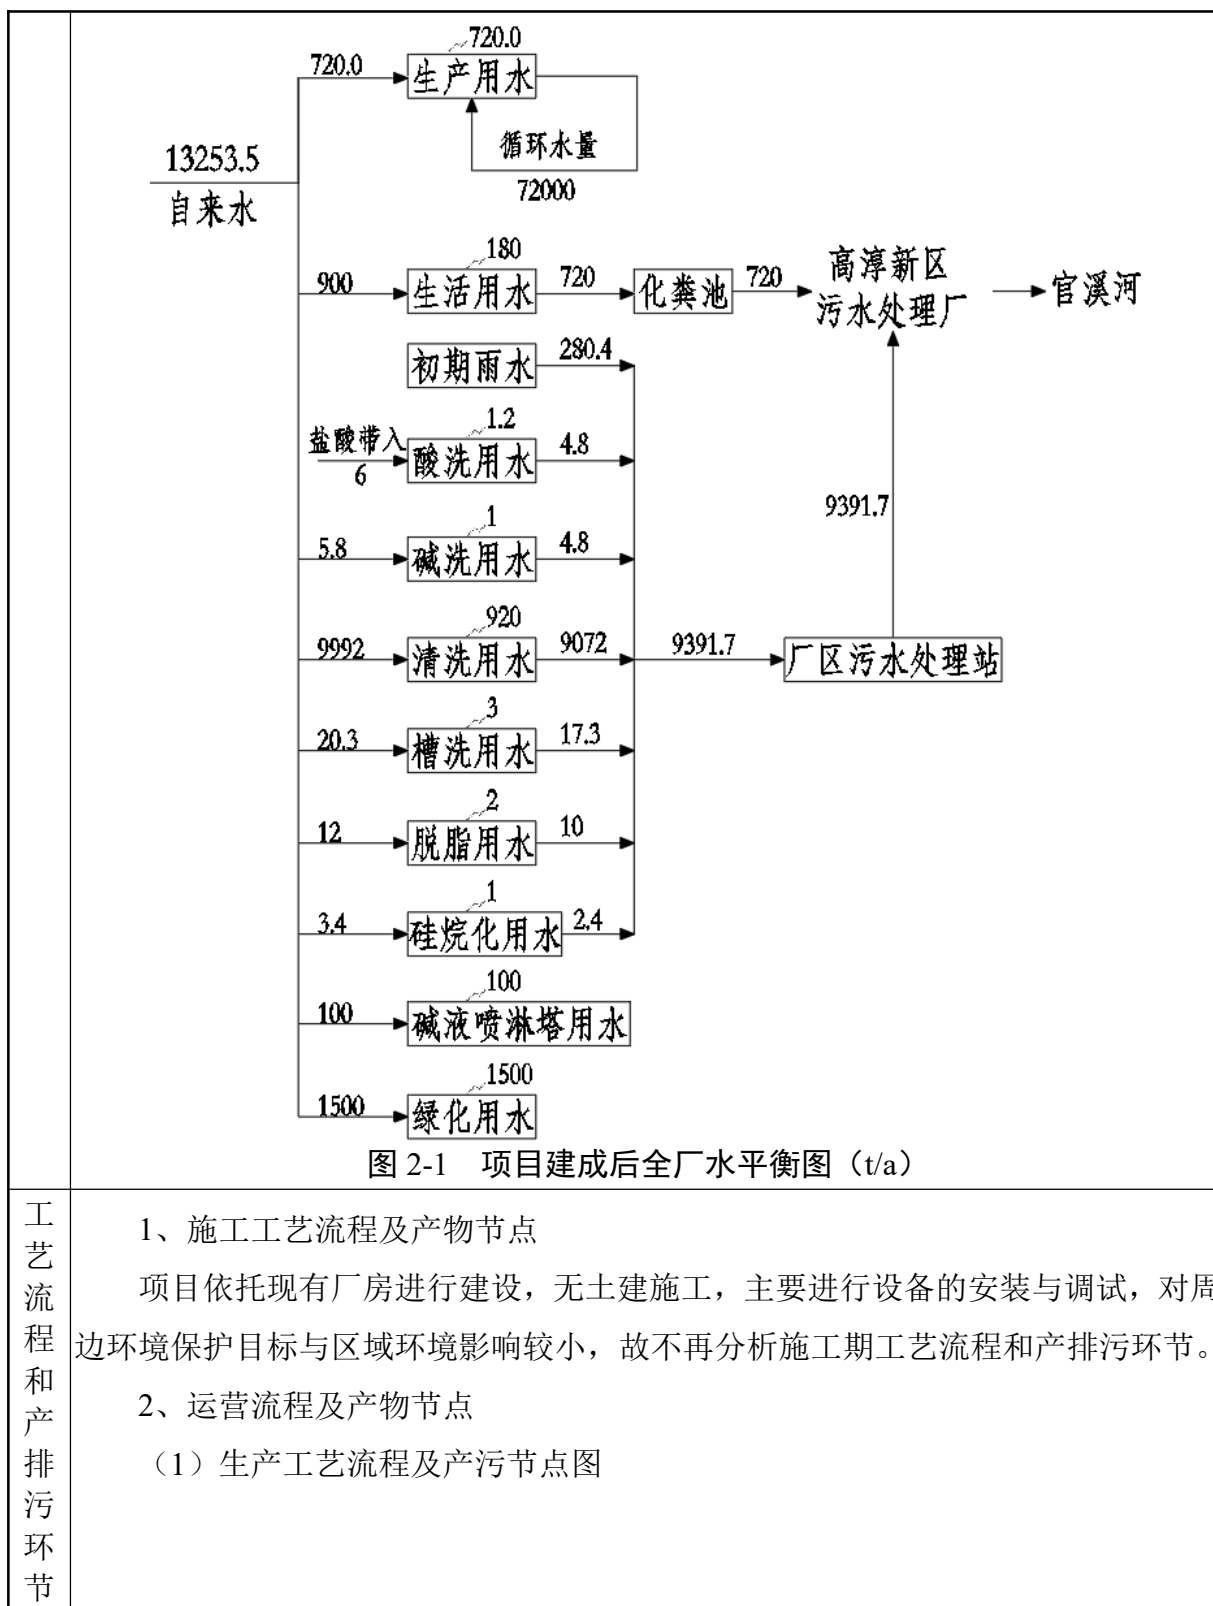 720.0
720.0
生产用水
循环水量
72000
13253.5
自来水
180
900
生活用水
720
化粪池
720
高淳新区
污水处理厂
官溪河
初期雨水
280.4
盐酸带入
6
1.2
酸洗用水
4.8
9391.7
1
5.8
碱洗用水
4.8
920
9992
清洗用水
9072
9391.7
厂区污水处理站
3
20.3
槽洗用水
17.3
2
12
脱脂用水
10
1
3.4
硅烷化用水
2.4
100
100
碱液喷淋塔用水
1500
1500
绿化用水
图 2-1 项目建成后全厂水平衡图（t/a）
工艺流程和产排污环节
1、施工工艺流程及产物节点
项目依托现有厂房进行建设，无土建施工，主要进行设备的安装与调试，对周
边环境保护目标与区域环境影响较小，故不再分析施工期工艺流程和产排污环节。
2、运营流程及产物节点
（1）生产工艺流程及产污节点图